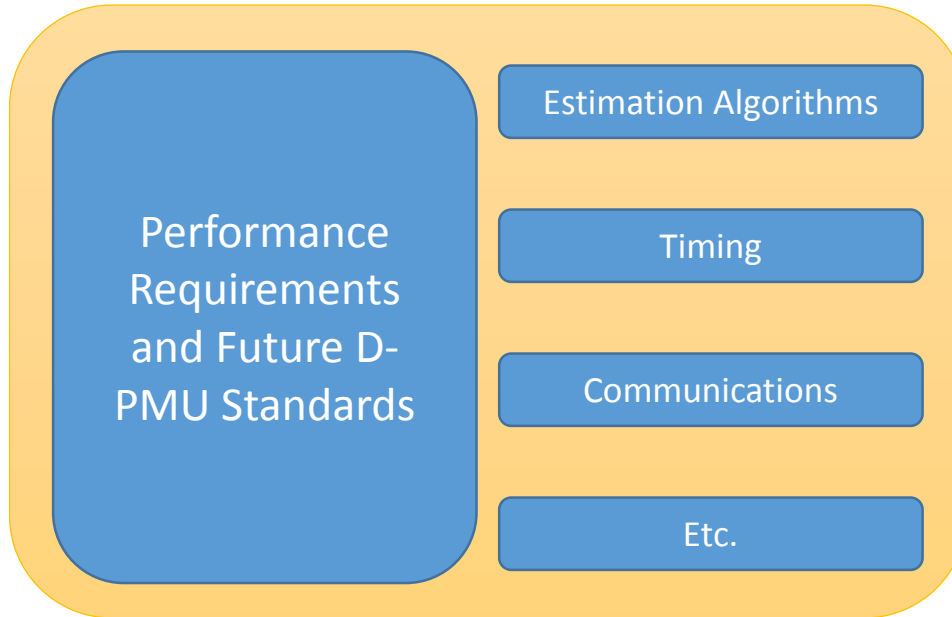 Performance
Requirements
and Future D-
PMU Standards
Estimation Algorithms
Timing
Communications
Etc.